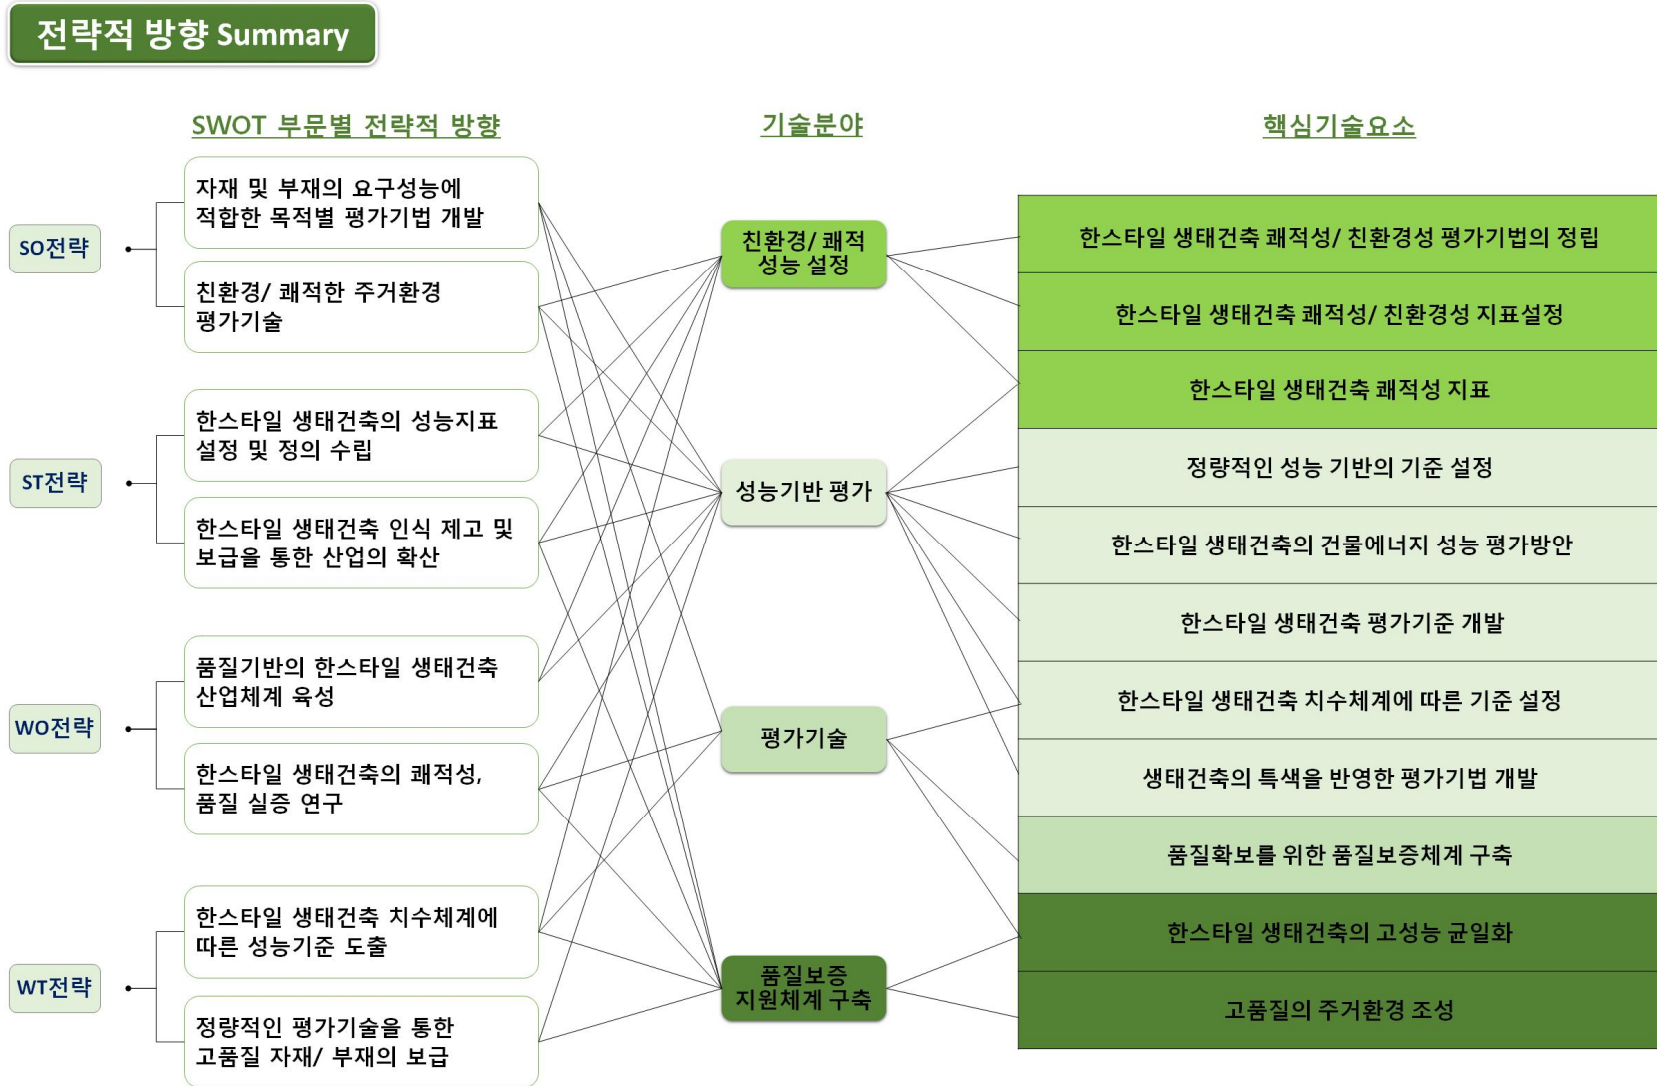 전략적 방향 Summary
SWOT 부문별 전략적 방향
기술분야
핵심기술요소
SO전략
자재 및 부재의 요구성능에
적합한 목적별 평가기법 개발
친환경/ 쾌적한 주거환경
평가기술
ST전략
한스타일 생태건축의 성능지표
설정 및 정의 수립
한스타일 생태건축 인식 제고 및
보급을 통한 산업의 확산
WO전략
품질기반의 한스타일 생태건축
산업체계 육성
한스타일 생태건축의 쾌적성,
품질 실증 연구
WT전략
한스타일 생태건축 치수체계에
따른 성능기준 도출
정량적인 평가기술을 통한
고품질 자재/ 부재의 보급
친환경/ 쾌적
성능 설정
성능기반 평가
평가기술
품질보증
지원체계 구축
한스타일 생태건축 쾌적성/ 친환경성 평가기법의 정립
한스타일 생태건축 쾌적성/ 친환경성 지표설정
한스타일 생태건축 쾌적성 지표
정량적인 성능 기반의 기준 설정
한스타일 생태건축의 건물에너지 성능 평가방안
한스타일 생태건축 평가기준 개발
한스타일 생태건축 치수체계에 따른 기준 설정
생태건축의 특색을 반영한 평가기법 개발
품질확보를 위한 품질보증체계 구축
한스타일 생태건축의 고성능 균일화
고품질의 주거환경 조성